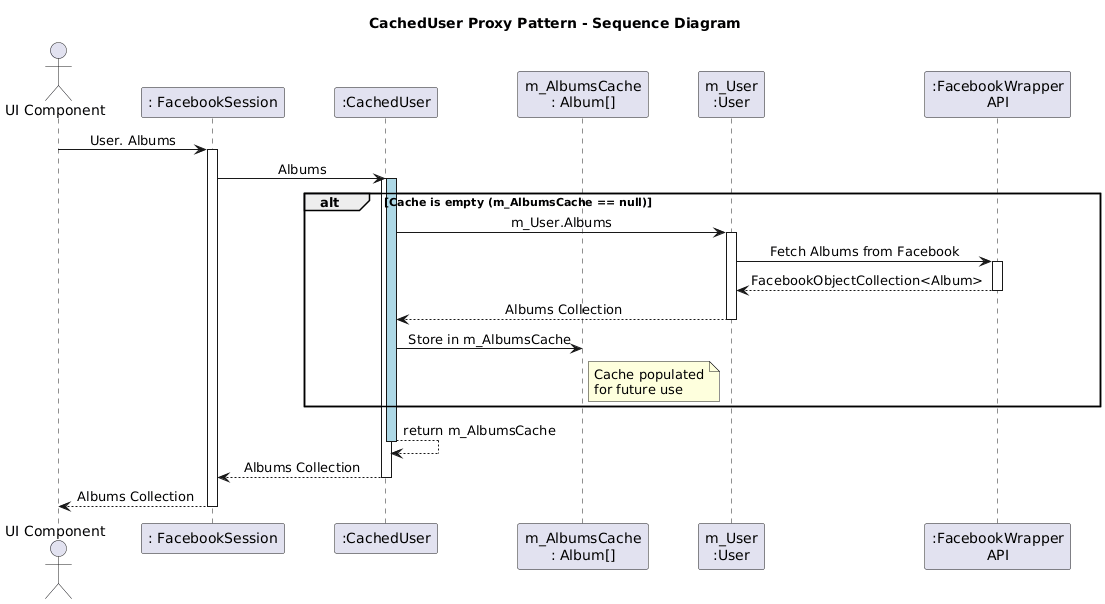 CachedUser Proxy Pattern - Sequence Diagram
UI Component
: FacebookSession
:CachedUser
m_AlbumsCache
: Album[]
m_User
:User
:FacebookWrapper
API
User. Albums
Albums
alt
[Cache is empty (m_AlbumsCache == null)]
m_User.Albums
Fetch Albums from Facebook
FacebookObjectCollection<Album>
Albums Collection
Store in m_AlbumsCache
Cache populated
for future use
return m_AlbumsCache
Albums Collection
Albums Collection
UI Component
: FacebookSession
:CachedUser
m_AlbumsCache
: Album[]
m_User
:User
:FacebookWrapper
API